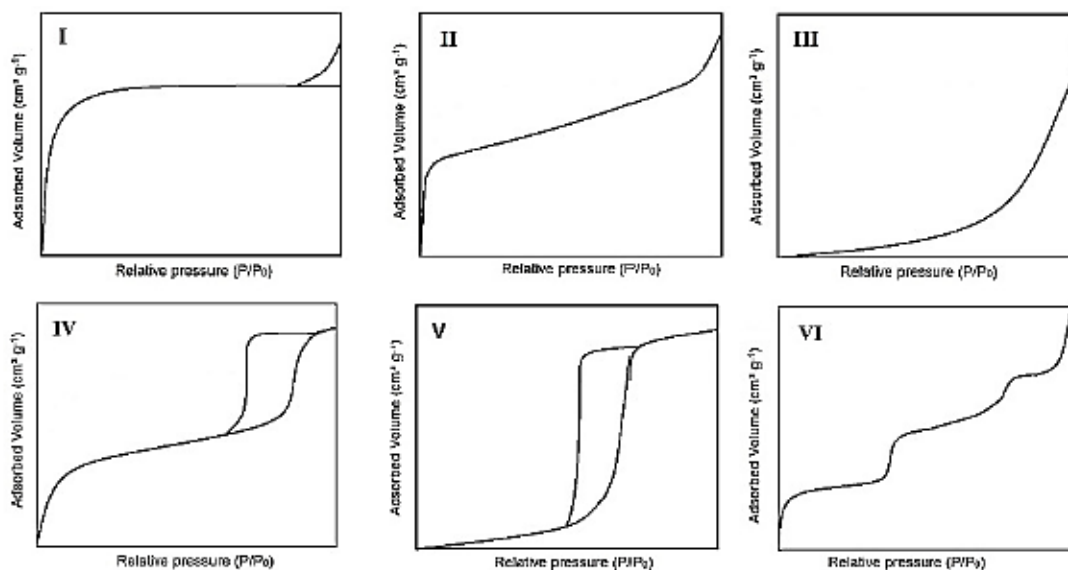 I
Adsorbed Volume (cm³ g⁻¹)
Relative pressure (P/P₀)
II
Adsorbed Volume (cm³ g⁻¹)
Relative pressure (P/P₀)
III
Adsorbed Volume (cm³ g⁻¹)
Relative pressure (P/P₀)
IV
Adsorbed Volume (cm³ g⁻¹)
Relative pressure (P/P₀)
V
Adsorbed Volume (cm³ g⁻¹)
Relative pressure (P/P₀)
VI
Adsorbed Volume (cm³ g⁻¹)
Relative pressure (P/P₀)